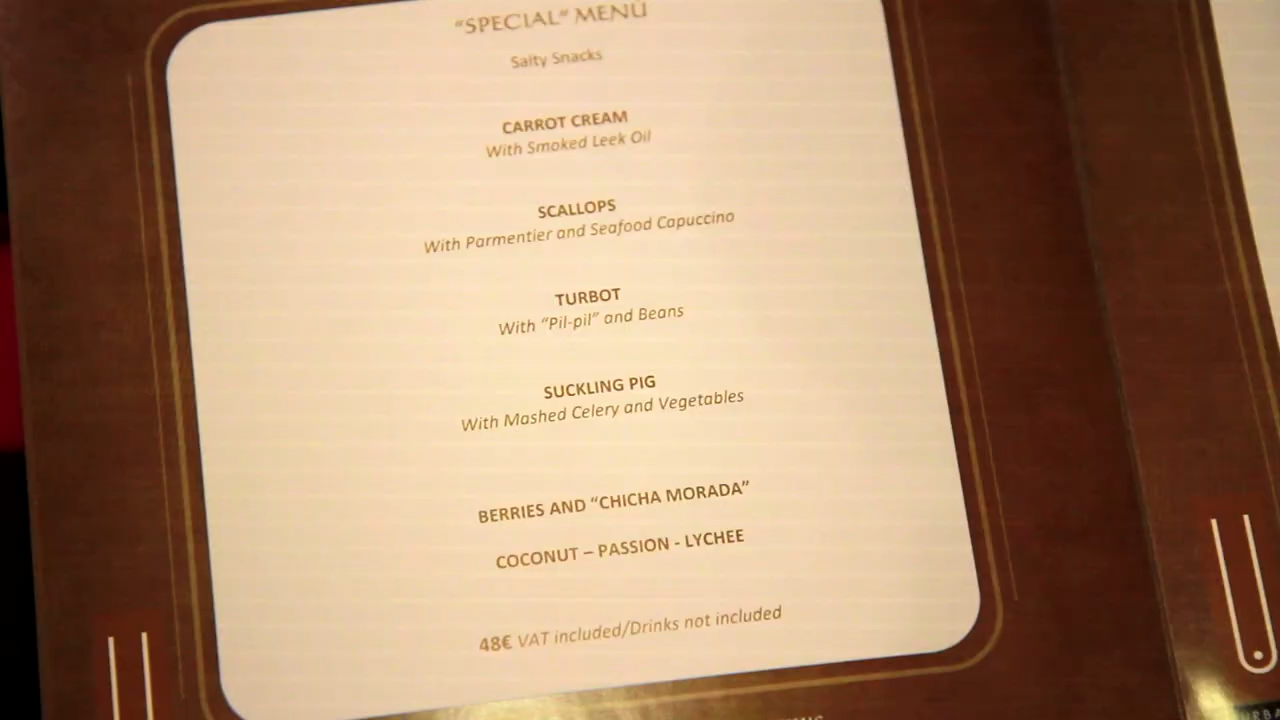 "SPECIAL" MENÚ
Salty Snacks
CARROT CREAM
With Smoked Leek Oil
SCALLOPS
With Parmentier and Seafood Capuccino
TURBOT
With "Pil-pil" and Beans
SUCKLING PIG
With Mashed Celery and Vegetables
BERRIES AND "CHICHA MORADA"
COCONUT – PASSION - LYCHEE
48€ VAT included/Drinks not included